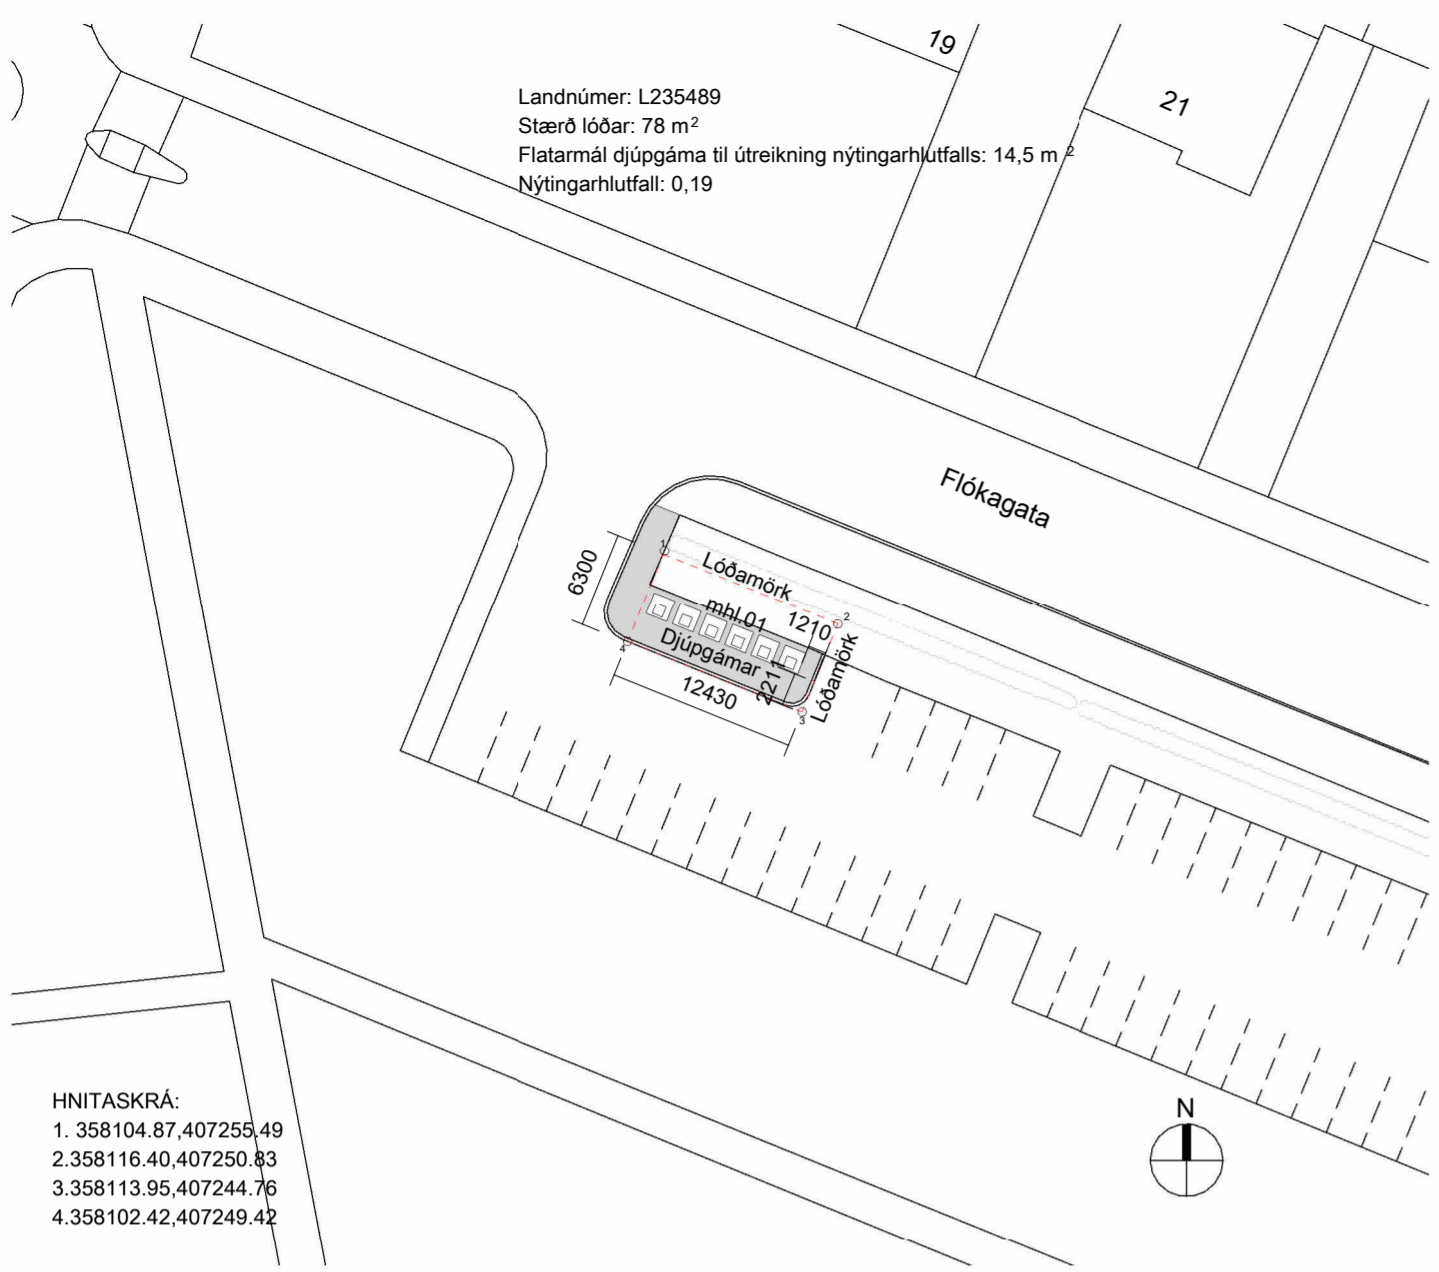 19
21
Landnúmer: L235489
Stærð lóðar: 78 m²
Flatarmál djúpgáma til útreikning nýtingarhlutfalls: 14,5 m ²
Nýtingarhlutfall: 0,19
Flókagata
1
Lóðamörk
6300
mhl.01
1210
2
Djúpgámar
Lóðamörk
4
2211
12430
3
HNITASKRÁ:
1. 358104.87,407255.49
2.358116.40,407250.83
3.358113.95,407244.76
4.358102.42,407249.42
N